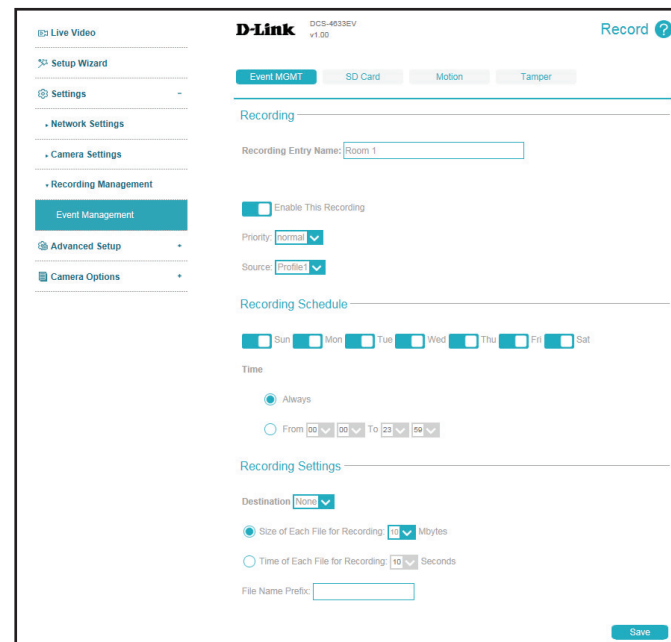 D-Link DCS-4633EV
v1.00
Record ?
Live Video
Setup Wizard
Settings -
Network Settings
Camera Settings
Recording Management
Event Management
Advanced Setup +
Camera Options +
Event MGMT SD Card Motion Tamper
Recording
Recording Entry Name: Room 1
Enable This Recording
Priority: normal
Source: Profile1
Recording Schedule
Sun Mon Tue Wed Thu Fri Sat
Time
Always
From 00 00 To 23 59
Recording Settings
Destination None
Size of Each File for Recording: 10 Mbytes
Time of Each File for Recording: 10 Seconds
File Name Prefix:
Save